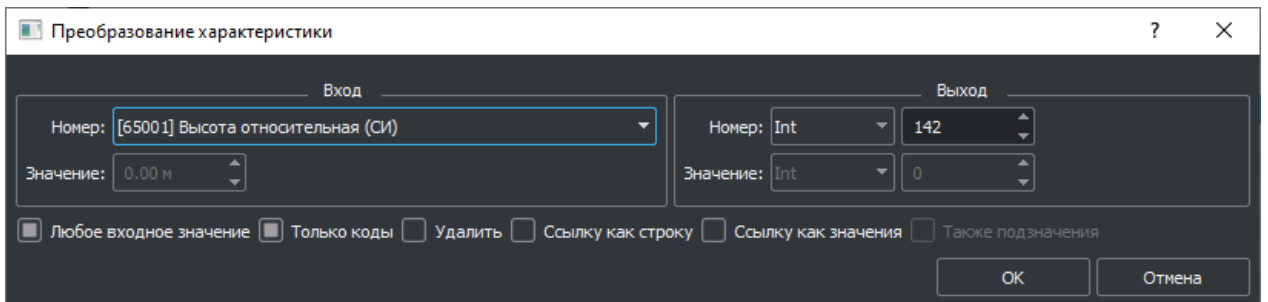 Преобразование характеристики ?
Вход Выход
Номер: [65001] Высота относительная (СИ) Номер: Int 142
Значение: 0.00 м Значение: Int 0
Любое входное значение Только коды Удалить Ссылку как строку Ссылку как значения Также подзначения
OK Отмена